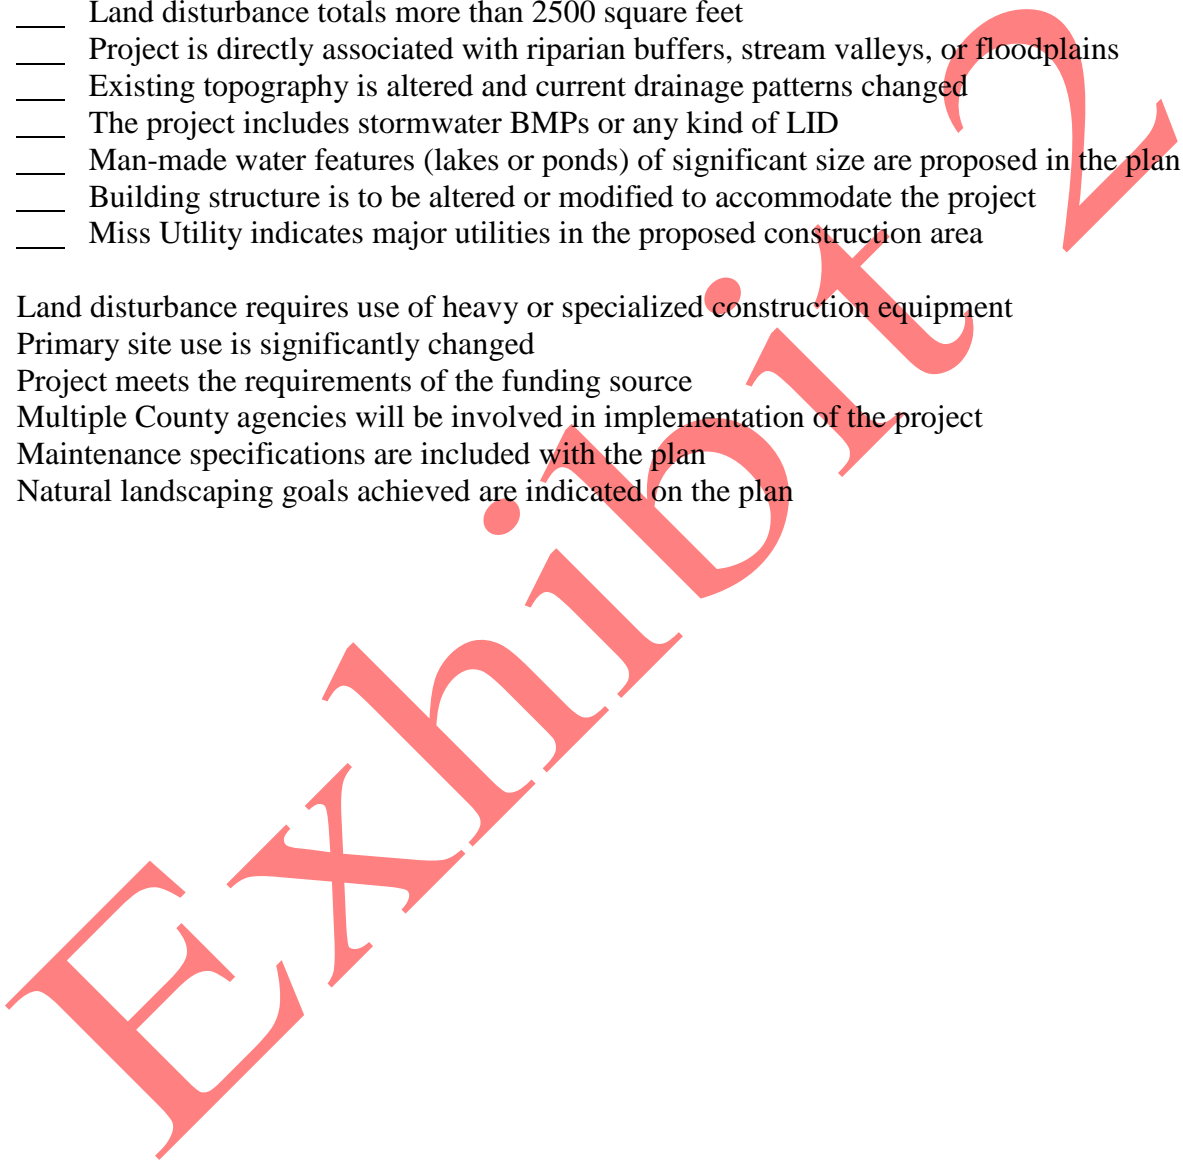 ___ Land disturbance totals more than 2500 square feet
___ Project is directly associated with riparian buffers, stream valleys, or floodplains
___ Existing topography is altered and current drainage patterns changed
___ The project includes stormwater BMPs or any kind of LID
___ Man-made water features (lakes or ponds) of significant size are proposed in the plan
___ Building structure is to be altered or modified to accommodate the project
___ Miss Utility indicates major utilities in the proposed construction area
Land disturbance requires use of heavy or specialized construction equipment
Primary site use is significantly changed
Project meets the requirements of the funding source
Multiple County agencies will be involved in implementation of the project
Maintenance specifications are included with the plan
Natural landscaping goals achieved are indicated on the plan
Exhibit 2